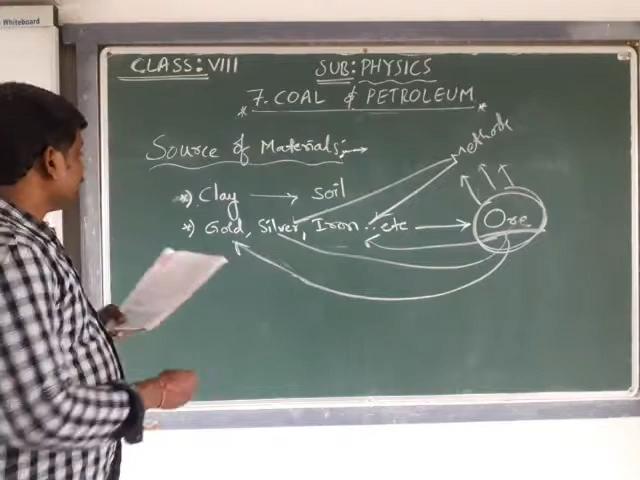 Whiteboard
CLASS: VIII
SUB: PHYSICS
* 7. COAL & PETROLEUM *
Source of Materials:→
Methods
*) Clay → Soil
*) Gold, Silver, Iron... etc → Ore